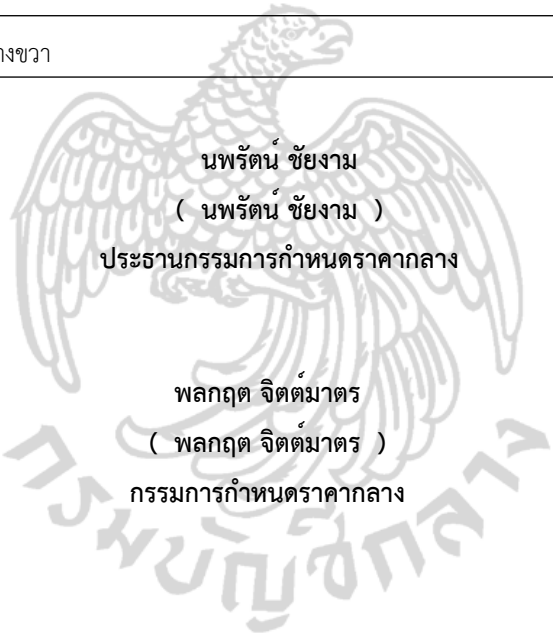 างขวา
นพรัตน์ ชัยงาม
( นพรัตน์ ชัยงาม )
ประธานกรรมการกำหนดราคากลาง
พลกฤต จิตต์มาตร
( พลกฤต จิตต์มาตร )
กรรมการกำหนดราคากลาง
กรมบัญชีกลาง